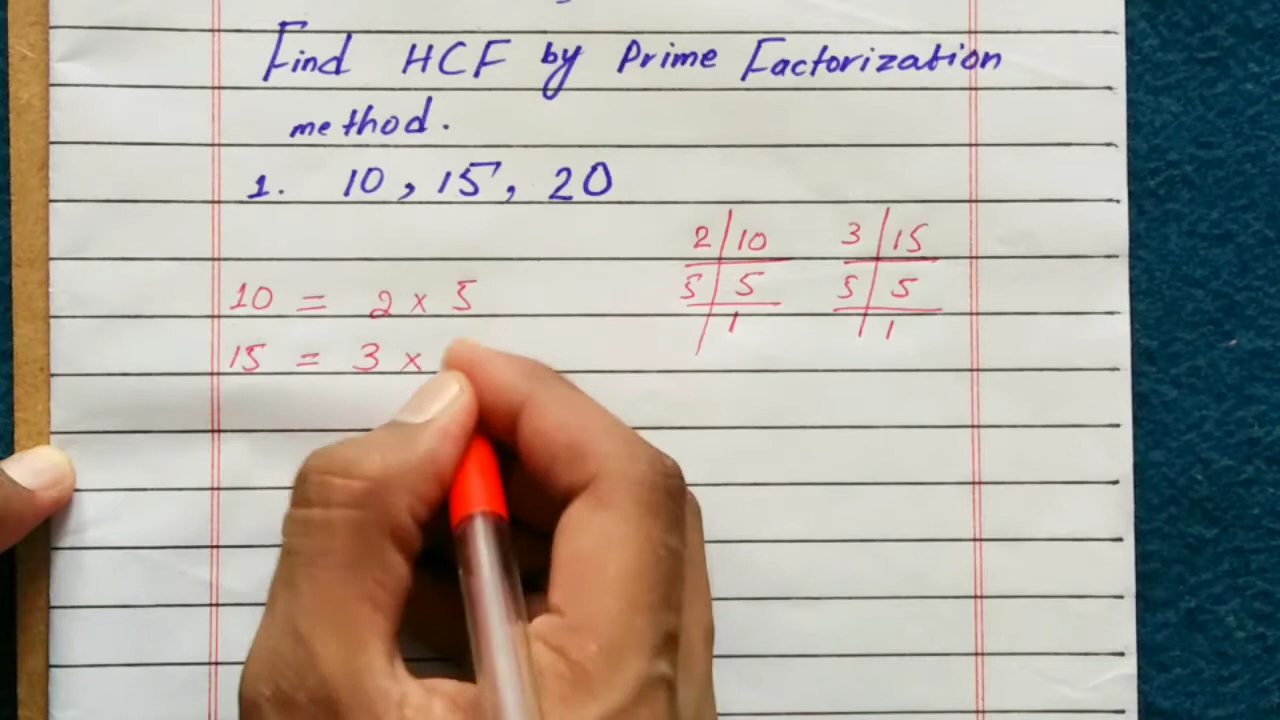 Find HCF by Prime Factorization
method.
1. 10, 15, 20
2 | 10
5 | 5
1
3 | 15
5 | 5
1
10 = 2 × 5
15 = 3 ×